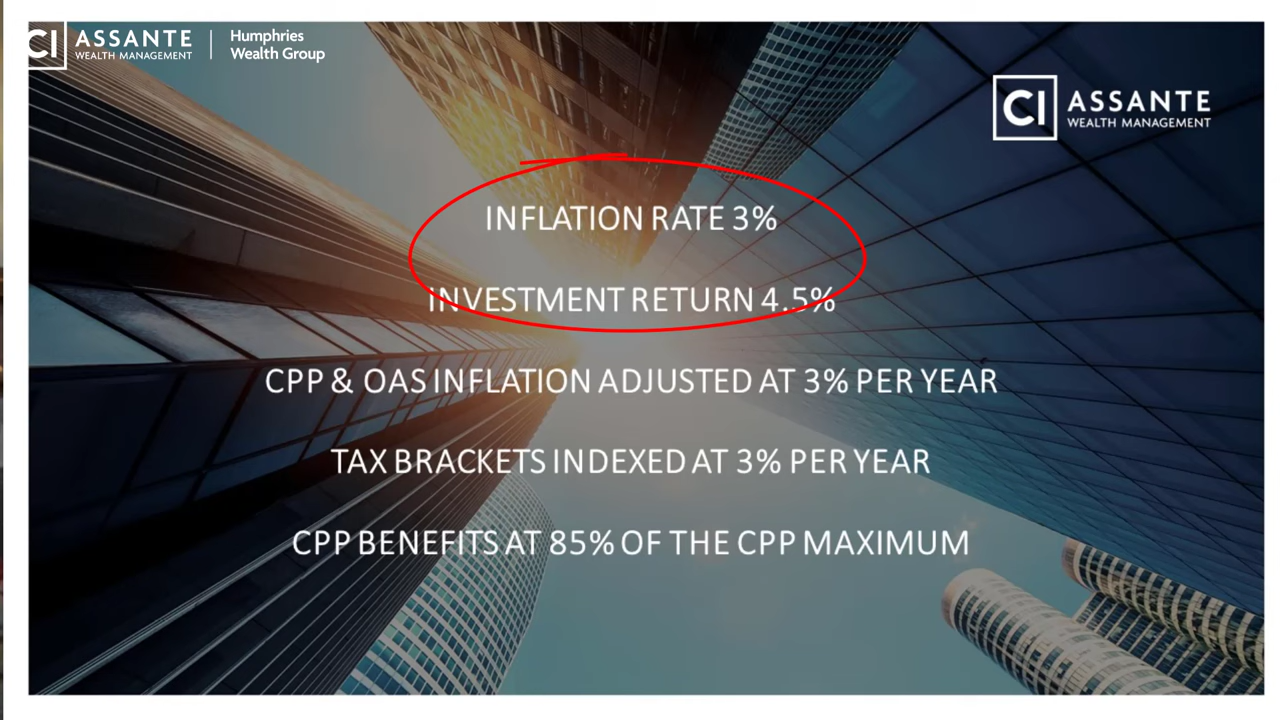 CI ASSANTE WEALTH MANAGEMENT | Humphries Wealth Group
CI ASSANTE
WEALTH MANAGEMENT
INFLATION RATE 3%
INVESTMENT RETURN 4.5%
CPP & OAS INFLATION ADJUSTED AT 3% PER YEAR
TAX BRACKETS INDEXED AT 3% PER YEAR
CPP BENEFITS AT 85% OF THE CPP MAXIMUM